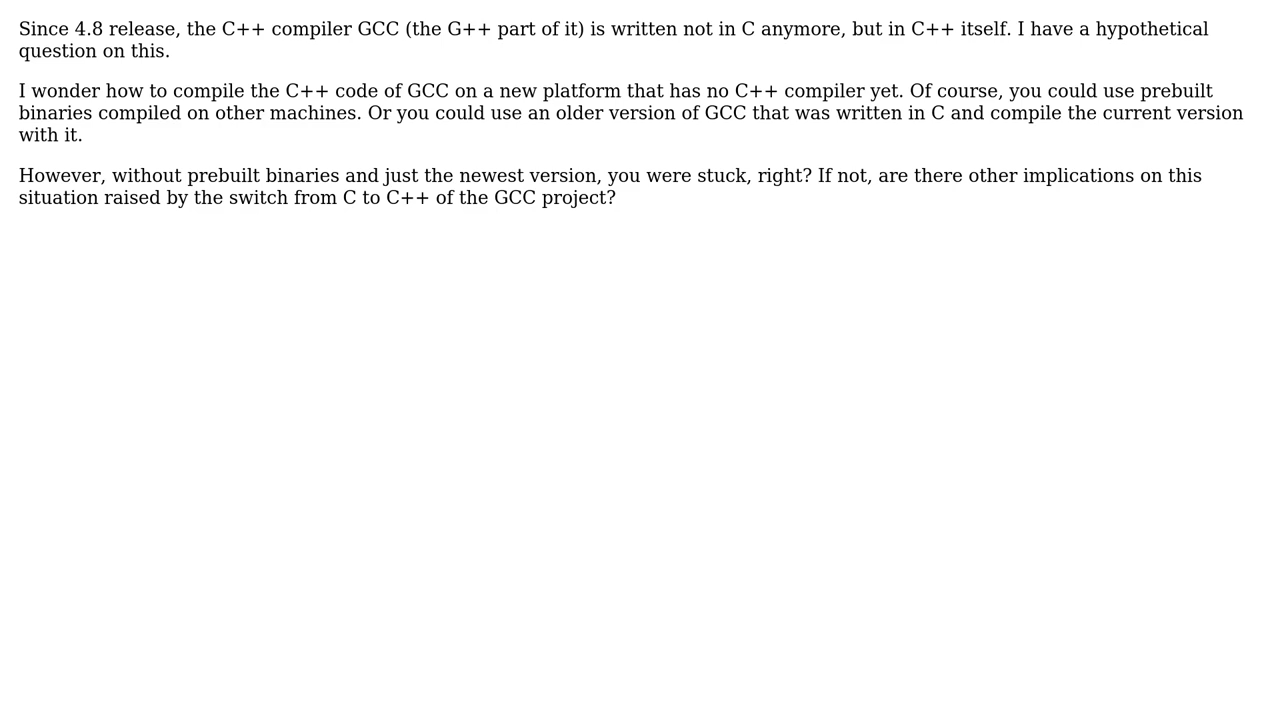 Since 4.8 release, the C++ compiler GCC (the G++ part of it) is written not in C anymore, but in C++ itself. I have a hypothetical
question on this.
I wonder how to compile the C++ code of GCC on a new platform that has no C++ compiler yet. Of course, you could use prebuilt
binaries compiled on other machines. Or you could use an older version of GCC that was written in C and compile the current version
with it.
However, without prebuilt binaries and just the newest version, you were stuck, right? If not, are there other implications on this
situation raised by the switch from C to C++ of the GCC project?